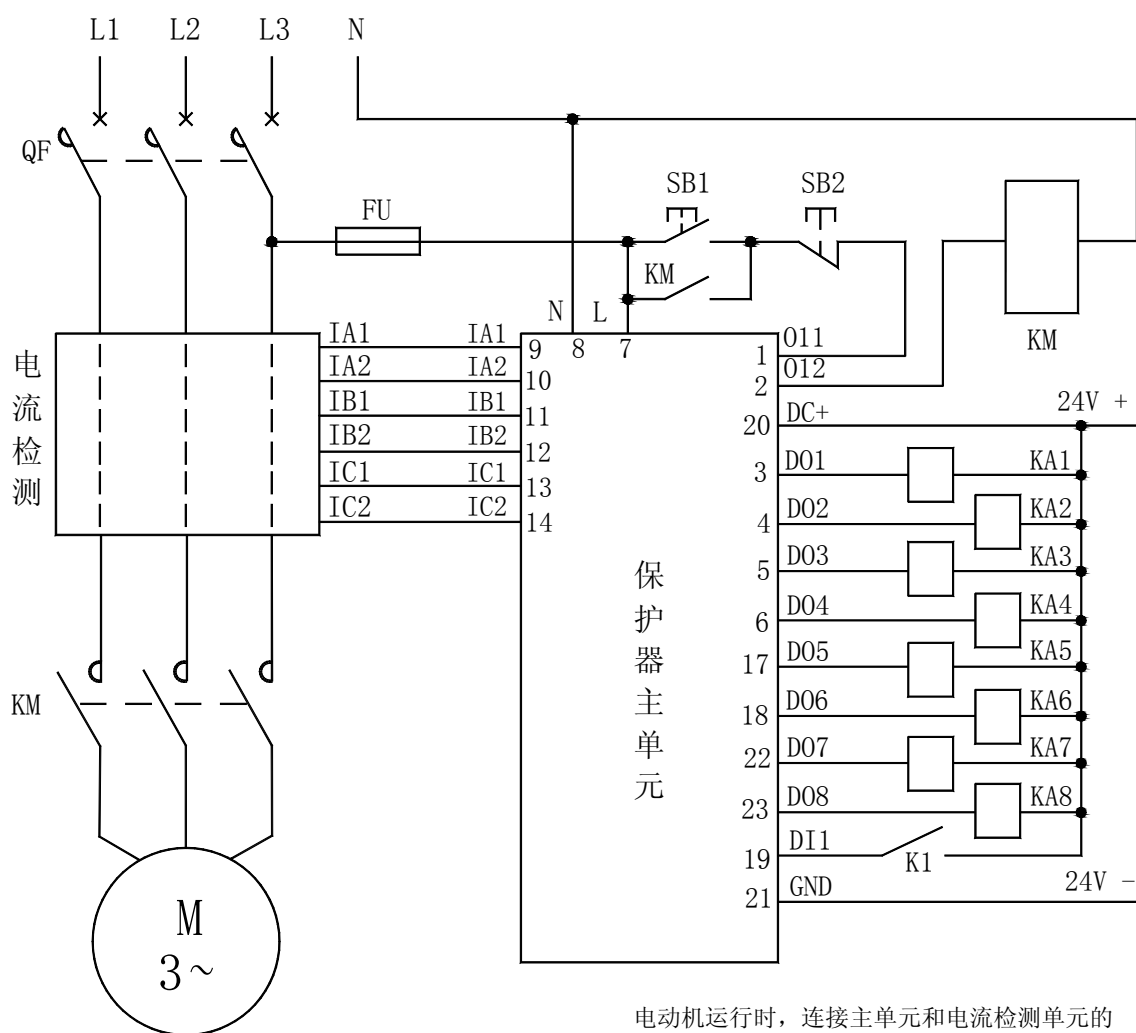 L1 L2 L3 N
QF
FU
SB1 SB2
KM
KM
N L
8 7
电流检测
IA1 IA1 9
IA2 IA2 10
IB1 IB1 11
IB2 IB2 12
IC1 IC1 13
IC2 IC2 14
保护器主单元
1 O11
2 O12
20 DC+ 24V +
3 DO1 KA1
4 DO2 KA2
5 DO3 KA3
6 DO4 KA4
17 DO5 KA5
18 DO6 KA6
22 DO7 KA7
23 DO8 KA8
19 DI1 K1
21 GND 24V -
KM
M
3~
电动机运行时，连接主单元和电流检测单元的